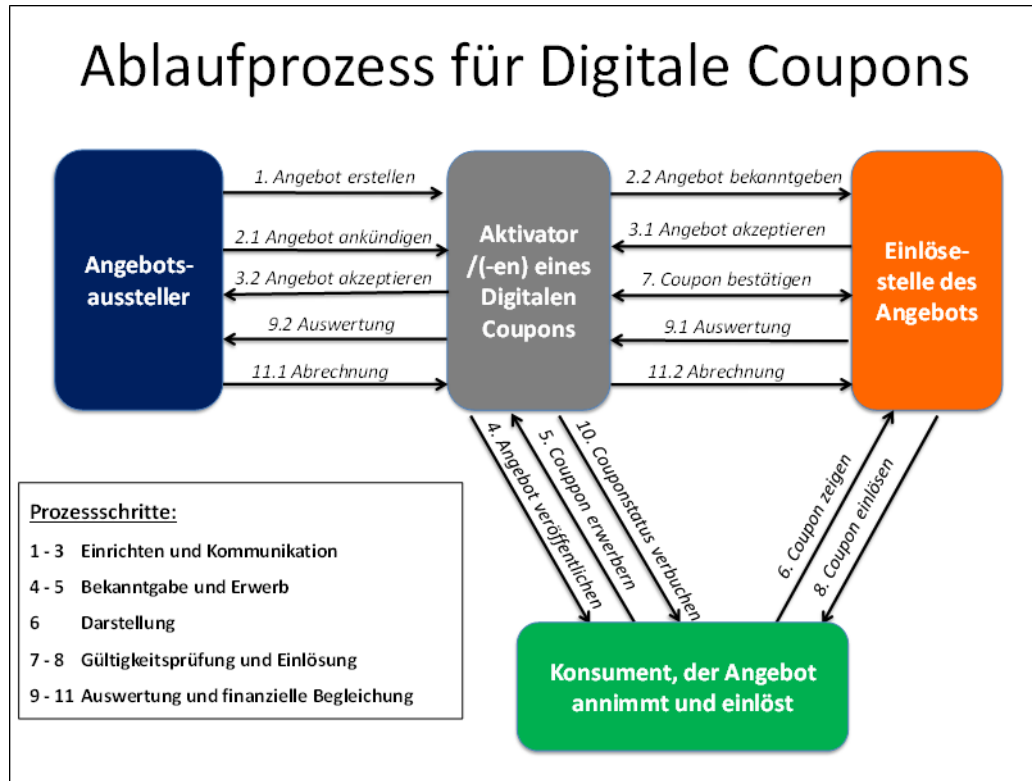 Ablaufprozess für Digitale Coupons
1. Angebot erstellen
2.1 Angebot ankündigen
3.2 Angebot akzeptieren
9.2 Auswertung
11.1 Abrechnung
Angebots-
aussteller
Aktivator
/(-en) eines
Digitalen
Coupons
2.2 Angebot bekanntgeben
3.1 Angebot akzeptieren
7. Coupon bestätigen
9.1 Auswertung
11.2 Abrechnung
Einlöse-
stelle des
Angebots
4. Angebot veröffentlichen
5. Couppon erwerbern
10. Couponstatus verbuchen
6. Coupon zeigen
8. Coupon einlösen
Prozessschritte:
1 - 3 Einrichten und Kommunikation
4 - 5 Bekanntgabe und Erwerb
6 Darstellung
7 - 8 Gültigkeitsprüfung und Einlösung
9 - 11 Auswertung und finanzielle Begleichung
Konsument, der Angebot
annimmt und einlöst